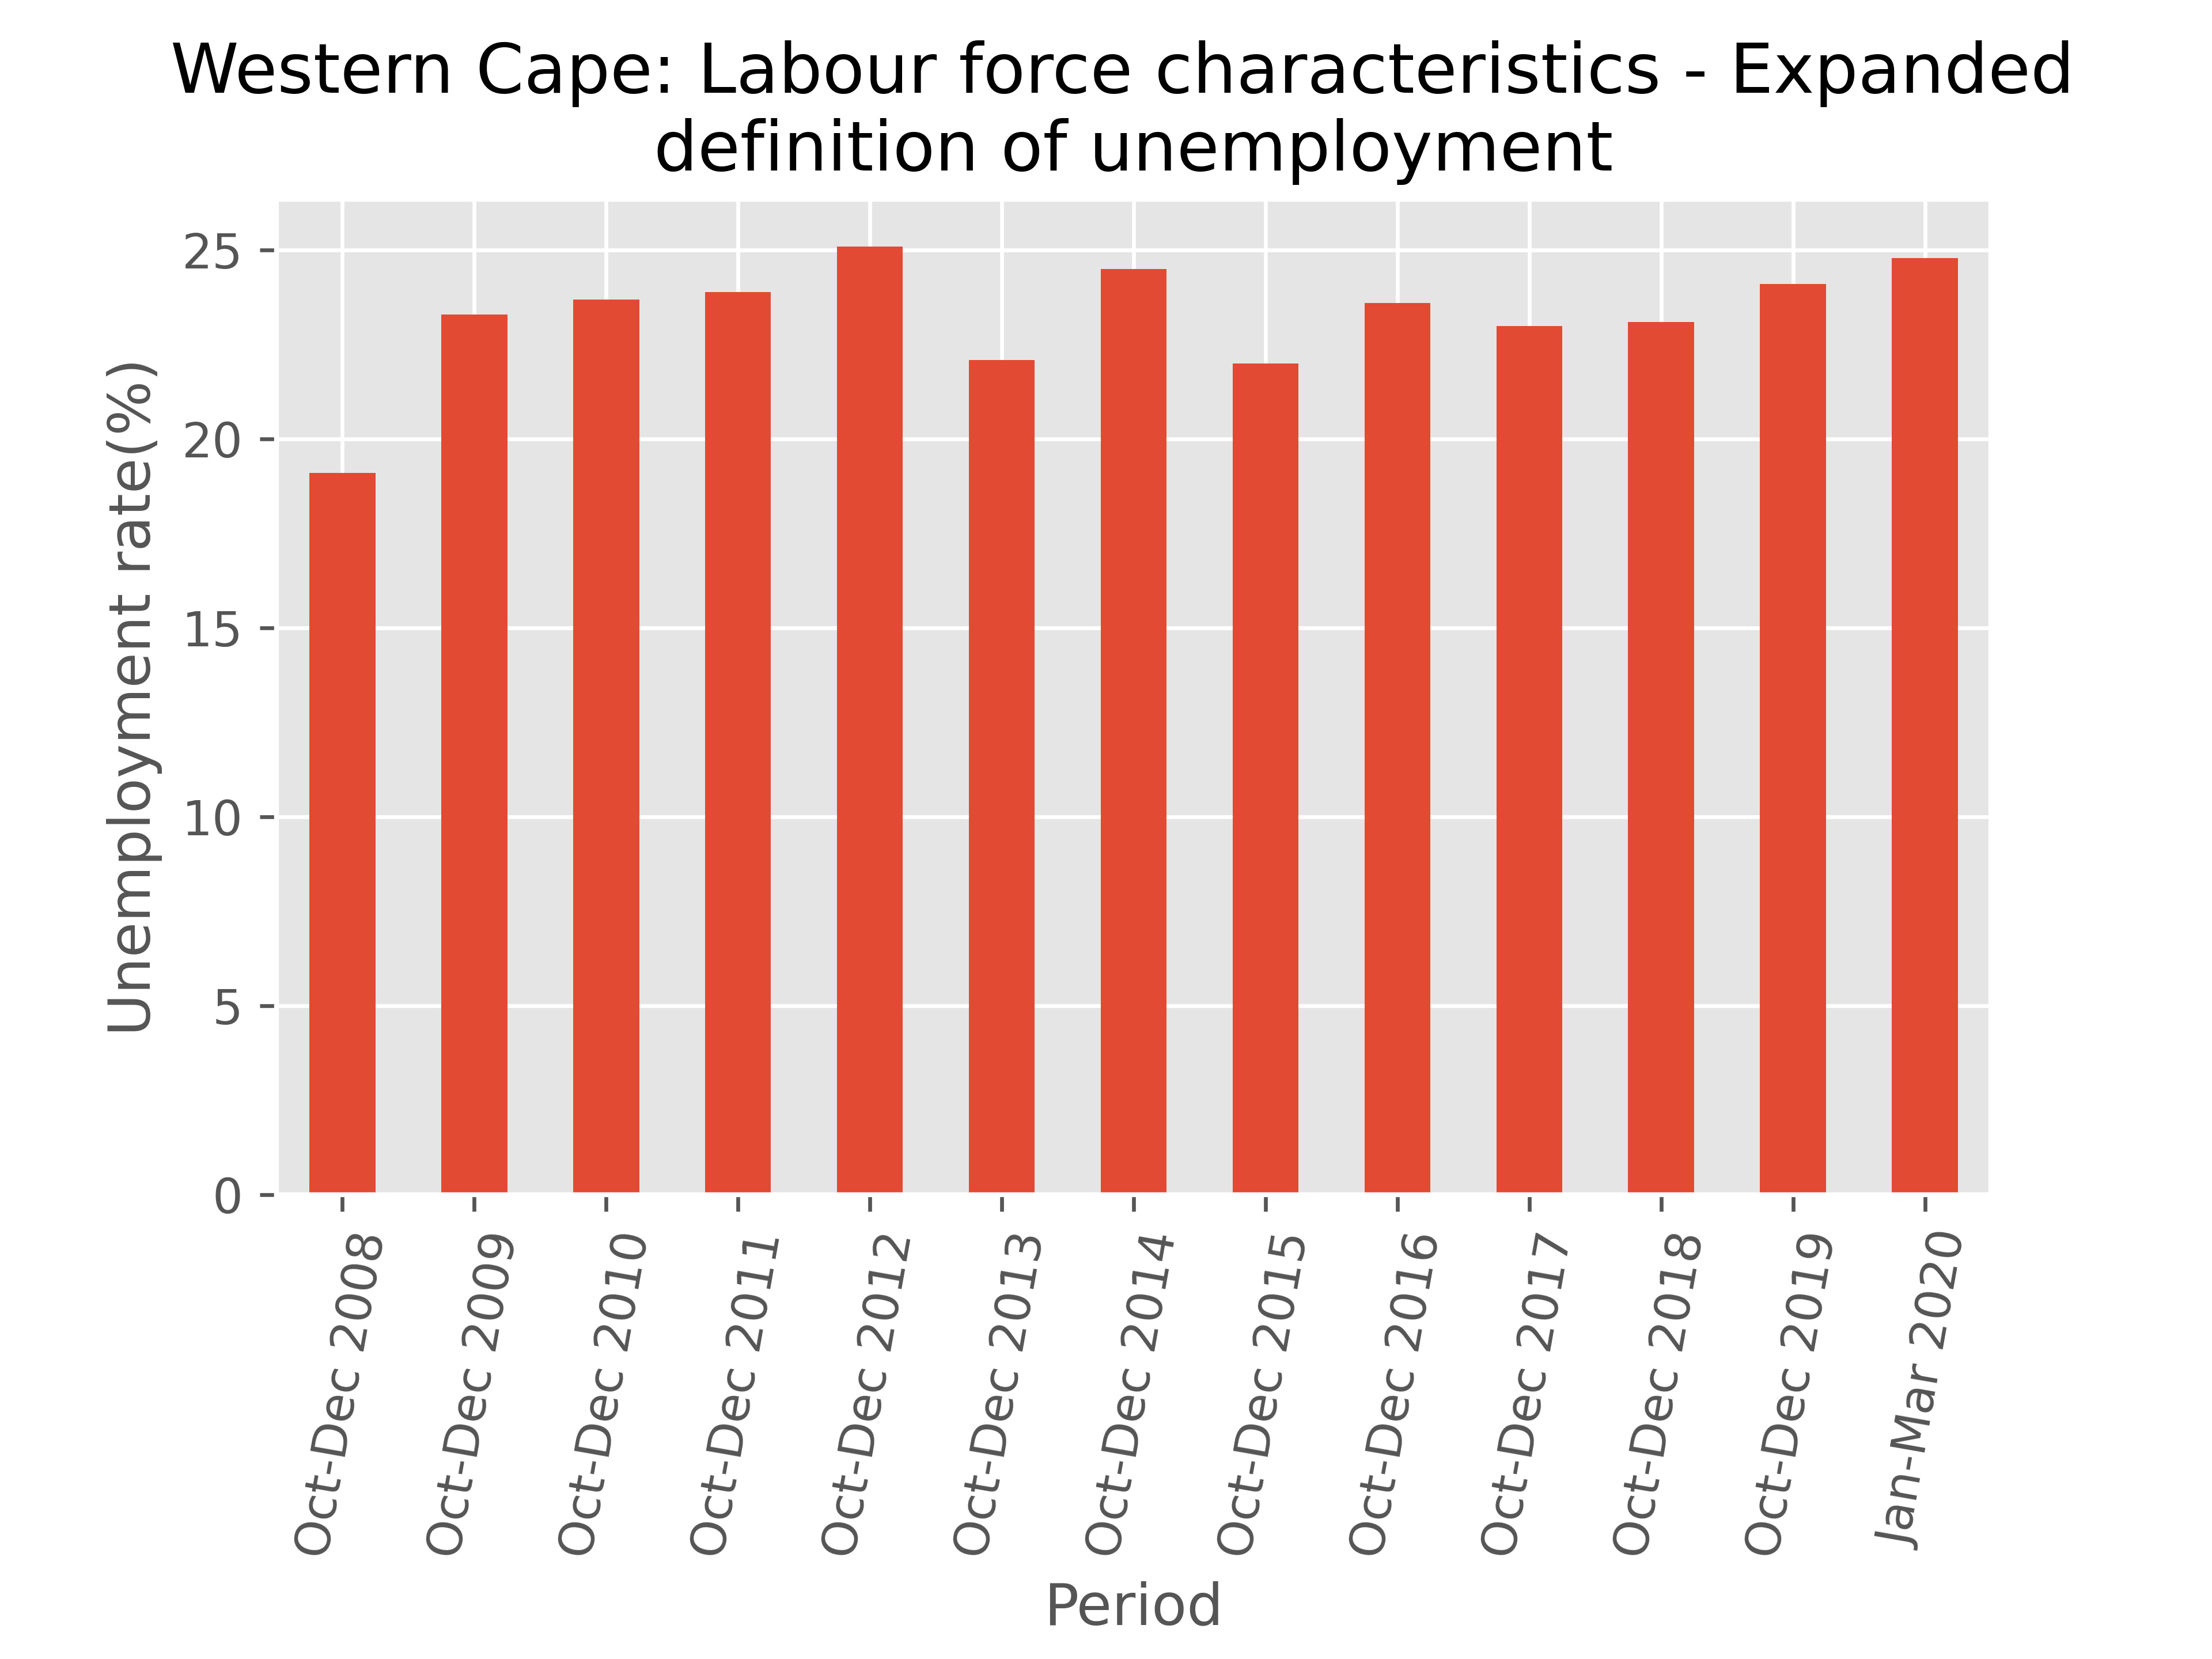 Western Cape: Labour force characteristics - Expanded
definition of unemployment
Unemployment rate(%)
25
20
15
10
5
0
Oct-Dec 2008
Oct-Dec 2009
Oct-Dec 2010
Oct-Dec 2011
Oct-Dec 2012
Oct-Dec 2013
Oct-Dec 2014
Oct-Dec 2015
Oct-Dec 2016
Oct-Dec 2017
Oct-Dec 2018
Oct-Dec 2019
Jan-Mar 2020
Period